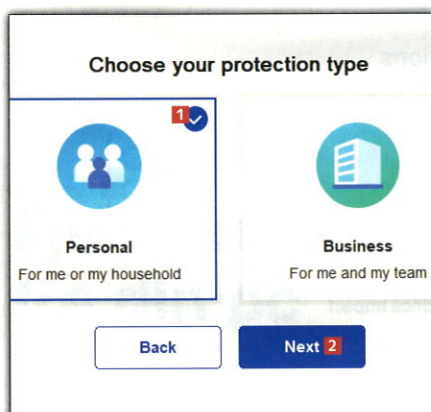 Choose your protection type
1
Personal
For me or my household
Business
For me and my team
Back
Next 2